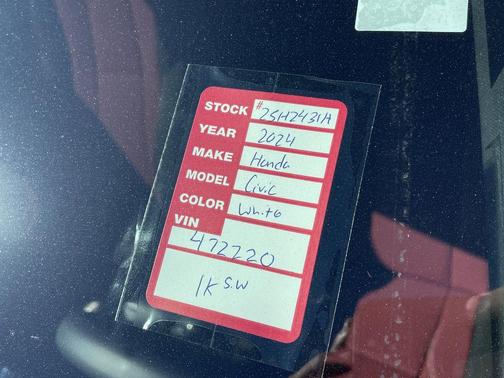 STOCK # 25H2431A
YEAR 2024
MAKE Honda
MODEL Civic
COLOR White
VIN
472220
1K S.W